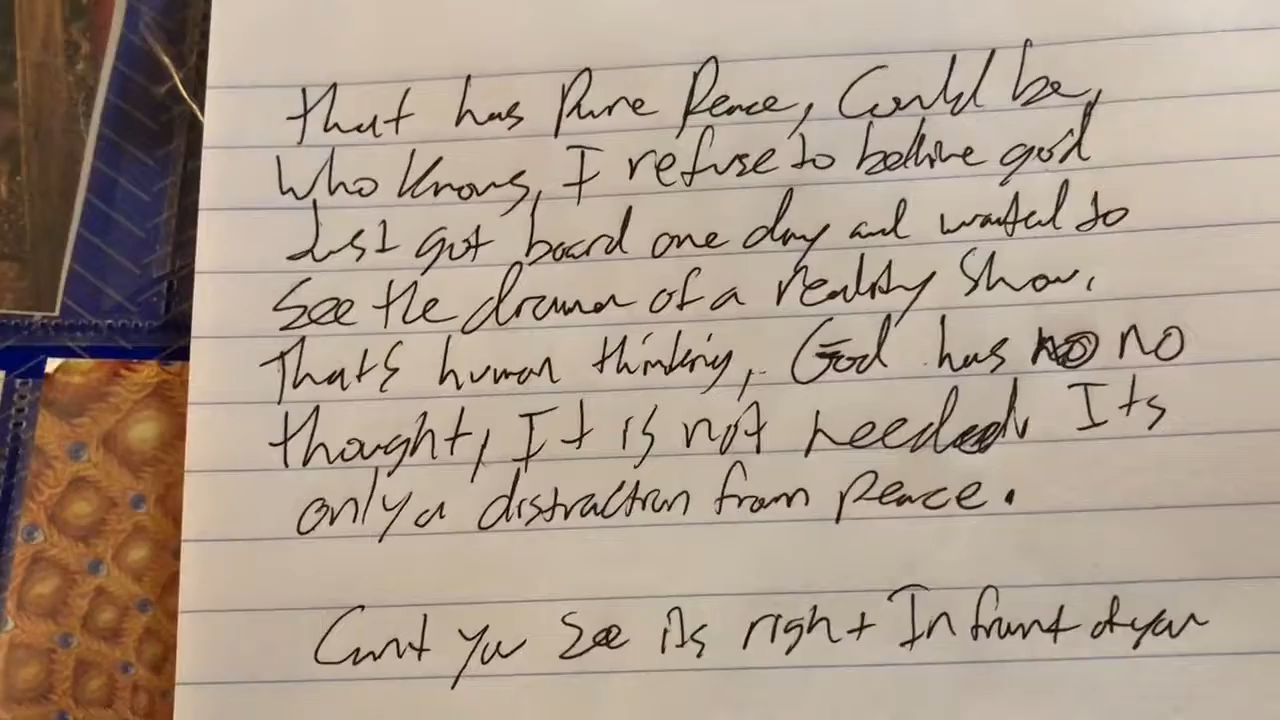 that has Pure Peace, Could be,
Who knows, I refuse to belive god
Just got board one day and wanted to
See the drama of a reality Show.
That's human thinking, God has no no
thought, It is not needed. Its
only a distraction from peace.
Cant you See its right In front of you